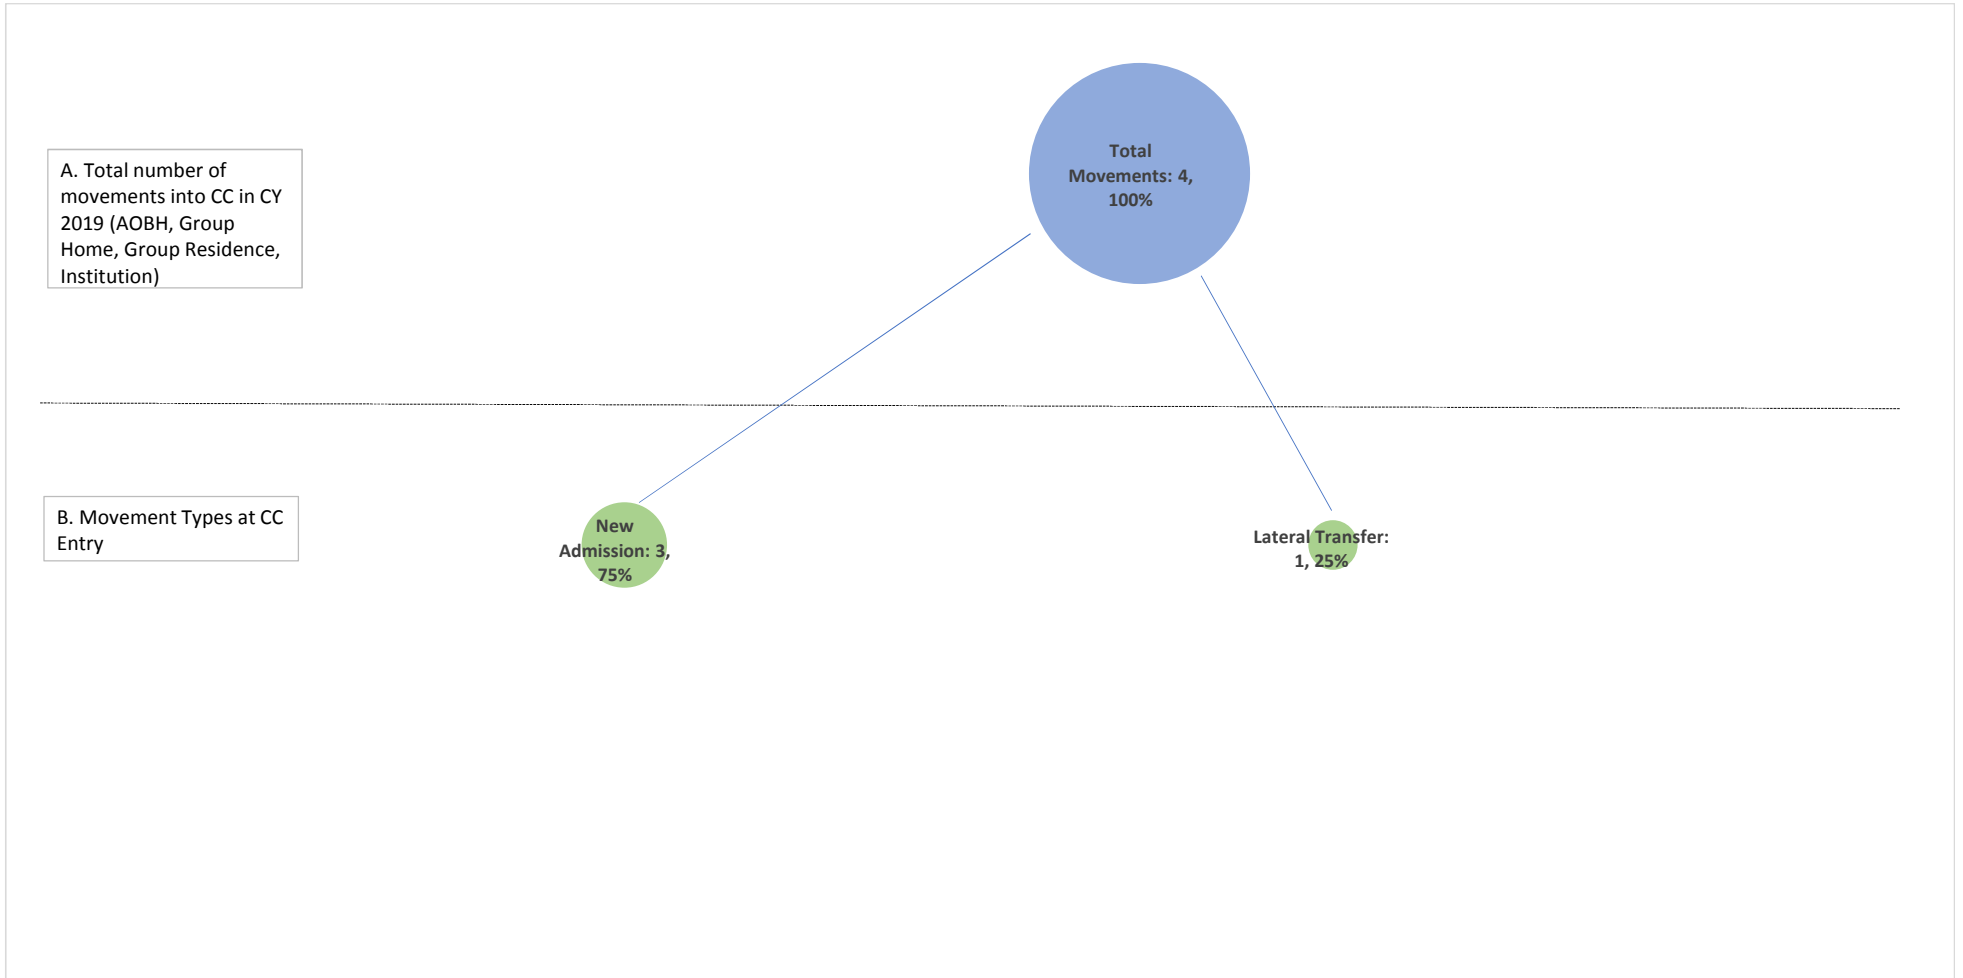 Total
Movements: 4,
100%
A. Total number of
movements into CC in CY
2019 (AOBH, Group
Home, Group Residence,
Institution)
B. Movement Types at CC
Entry
New
Admission: 3,
75%
Lateral Transfer:
1, 25%